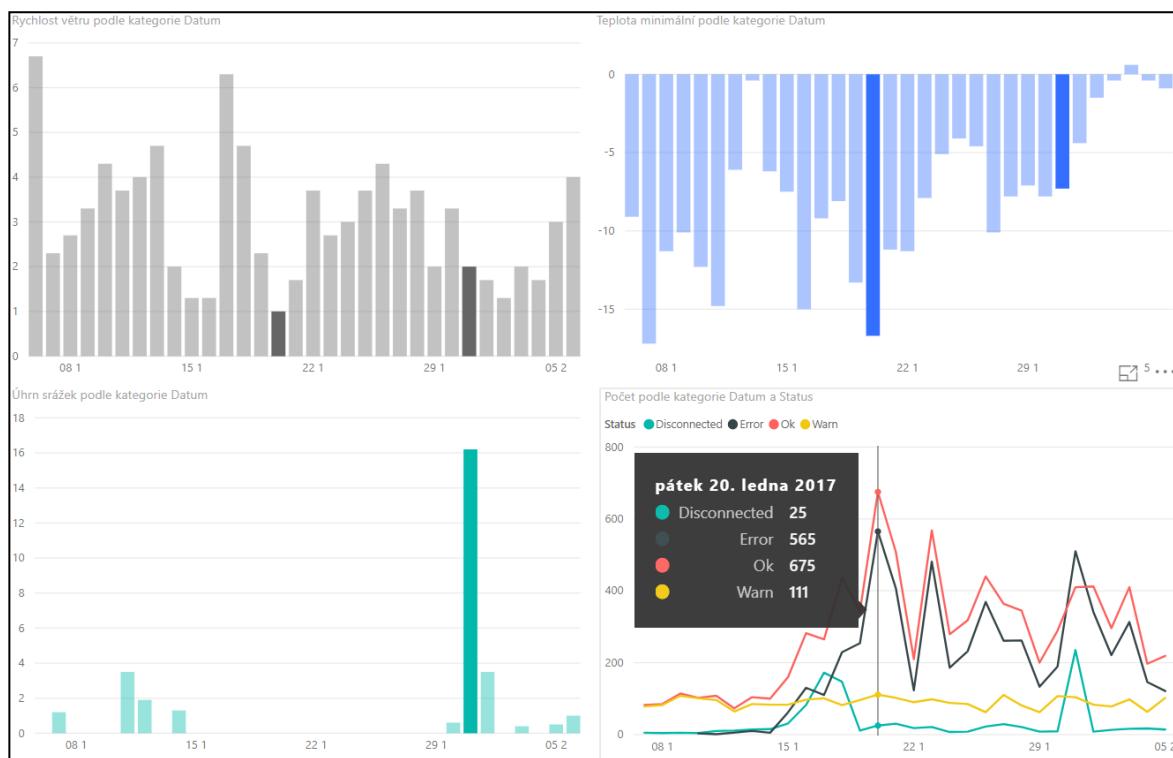 Rychlost větru podle kategorie Datum
7
6
5
4
3
2
1
0
08 1 15 1 22 1 29 1 05 2
Teplota minimální podle kategorie Datum
0
-5
-10
-15
08 1 15 1 22 1 29 1 5
Úhrn srážek podle kategorie Datum
18
16
14
12
10
8
6
4
2
0
08 1 15 1 22 1 29 1 05 2
Počet podle kategorie Datum a Status
Status Disconnected Error Ok Warn
800
600
400
200
0
pátek 20. ledna 2017
Disconnected 25
Error 565
Ok 675
Warn 111
08 1 15 1 22 1 29 1 05 2